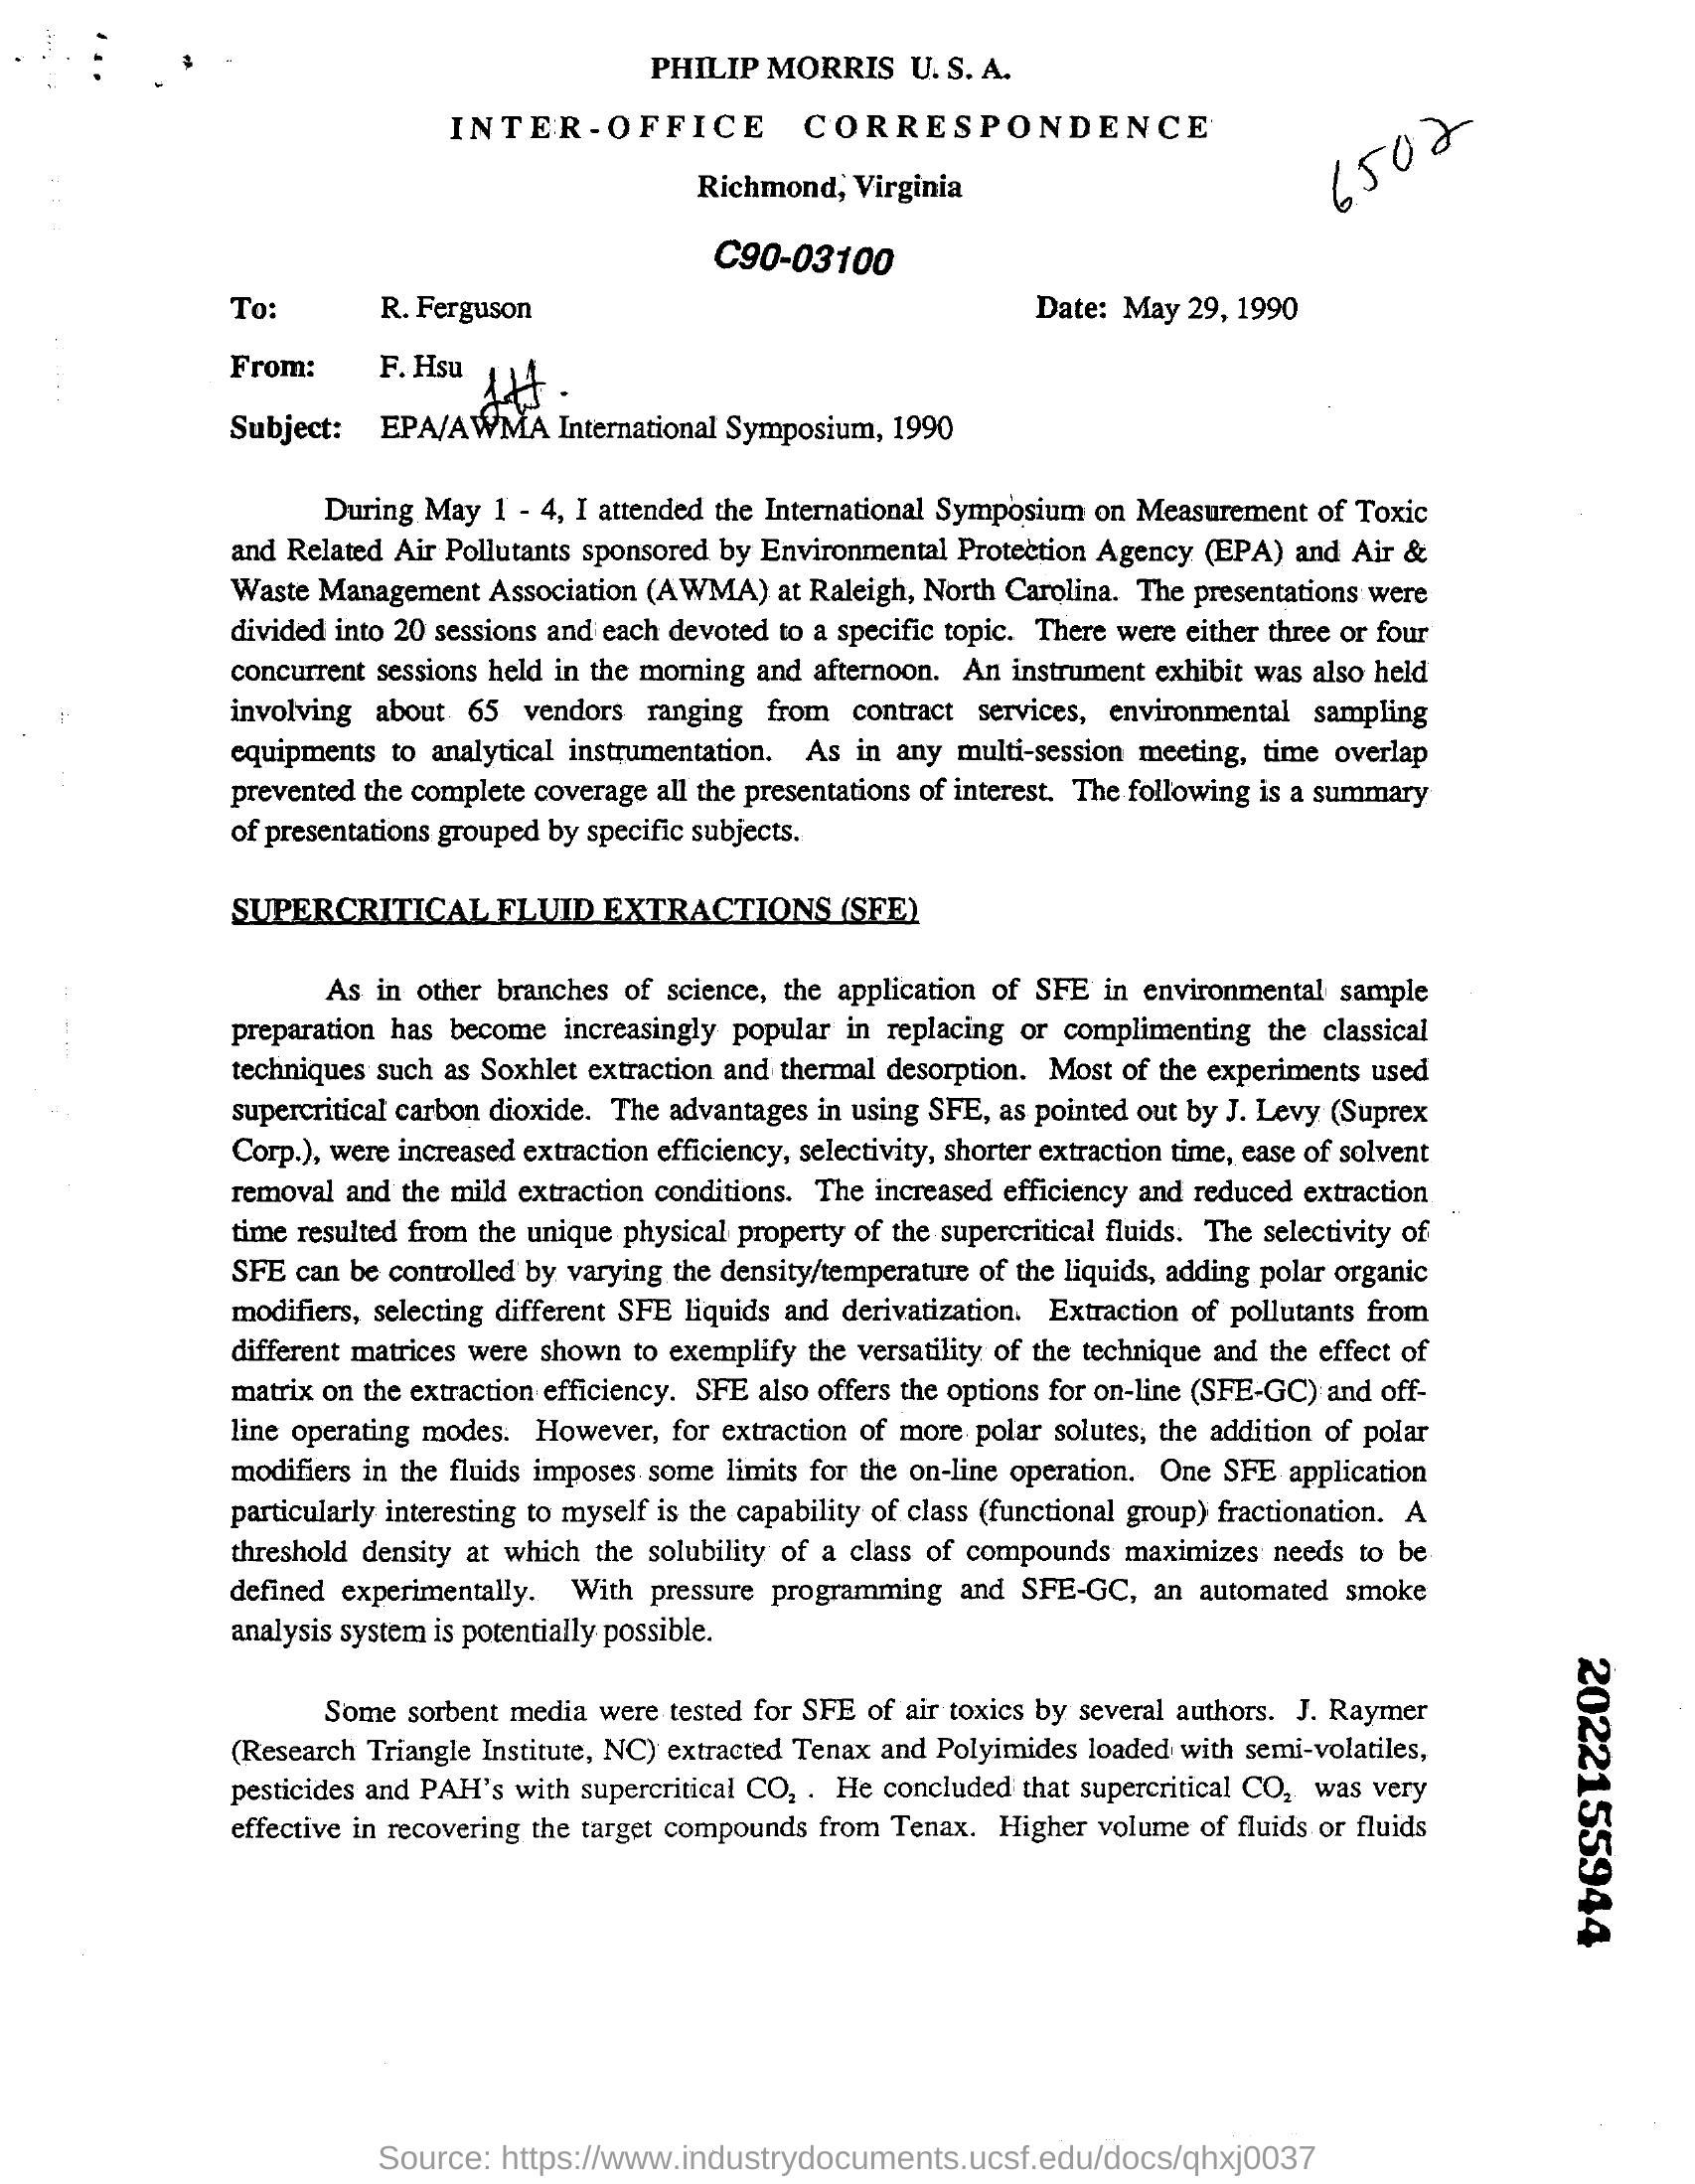 PHILIP MORRIS U. S. A.
INTER-OFFICE CORRESPONDENCE
Richmond, Virginia
6502
C90-03100
To: R. Ferguson Date: May 29, 1990
From: F. Hsu
Subject: EPA/AWMA International Symposium, 1990
During May 1 - 4, I attended the International Symposium on Measurement of Toxic
and Related Air Pollutants sponsored by Environmental Protection Agency (EPA) and Air &
Waste Management Association (AWMA) at Raleigh, North Carolina. The presentations were
divided into 20 sessions and each devoted to a specific topic. There were either three or four
concurrent sessions held in the morning and afternoon. An instrument exhibit was also held
involving about 65 vendors ranging from contract services, environmental sampling
equipments to analytical instrumentation. As in any multi-session meeting, time overlap
prevented the complete coverage all the presentations of interest. The following is a summary
of presentations grouped by specific subjects.
SUPERCRITICAL FLUID EXTRACTIONS (SFE)
As in other branches of science, the application of SFE in environmental sample
preparation has become increasingly popular in replacing or complimenting the classical
techniques such as Soxhlet extraction and thermal desorption. Most of the experiments used
supercritical carbon dioxide. The advantages in using SFE, as pointed out by J. Levy (Suprex
Corp.), were increased extraction efficiency, selectivity, shorter extraction time, ease of solvent
removal and the mild extraction conditions. The increased efficiency and reduced extraction
time resulted from the unique physical property of the supercritical fluids. The selectivity of
SFE can be controlled by varying the density/temperature of the liquids, adding polar organic
modifiers, selecting different SFE liquids and derivatization. Extraction of pollutants from
different matrices were shown to exemplify the versatility of the technique and the effect of
matrix on the extraction efficiency. SFE also offers the options for on-line (SFE-GC) and off-
line operating modes. However, for extraction of more polar solutes, the addition of polar
modifiers in the fluids imposes some limits for the on-line operation. One SFE application
particularly interesting to myself is the capability of class (functional group) fractionation. A
threshold density at which the solubility of a class of compounds maximizes needs to be
defined experimentally. With pressure programming and SFE-GC, an automated smoke
analysis system is potentially possible.
Some sorbent media were tested for SFE of air toxics by several authors. J. Raymer
(Research Triangle Institute, NC) extracted Tenax and Polyimides loaded with semi-volatiles,
pesticides and PAH's with supercritical CO₂ . He concluded that supercritical CO₂ was very
effective in recovering the target compounds from Tenax. Higher volume of fluids or fluids
2022155944
Source: https://www.industrydocuments.ucsf.edu/docs/qhxj0037